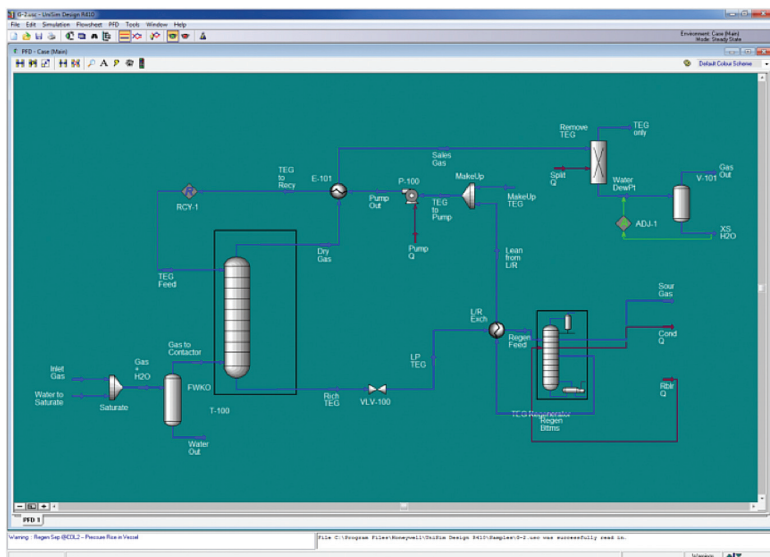 G-2.usc - UniSim Design R410
File Edit Simulation Flowsheet PFD Tools Window Help
Environment: Case (Main)
Mode: Steady State
PFD - Case (Main)
Default Colour Scheme
Remove
TEG
TEG
only
Sales
Gas
TEG
to
Recy
E-101
P-100
MakeUp
Split
Q
Water
DewPt
Gas
Out
V-101
RCY-1
Pump
Out
TEG
to
Pump
MakeUp
TEG
ADJ-1
XS
H2O
Pump
Q
Dry
Gas
Lean
from
L/R
TEG
Feed
Sour
Gas
L/R
Exch
Regen
Feed
Cond
Q
Gas to
Contactor
LP
TEG
Inlet
Gas
Gas
+
H2O
Water to
Saturate
Saturate
FWKO
Rich
TEG
VLV-100
Rblr
Q
T-100
TEG Regenerator
Regen
Bttms
Water
Out
PFD 1
Warning : Regen Sep @COL2 - Pressure Rise in Vessel
File C:\Program Files\Honeywell\UniSim Design R410\Samples\G-2.usc was successfully read in.
Warning